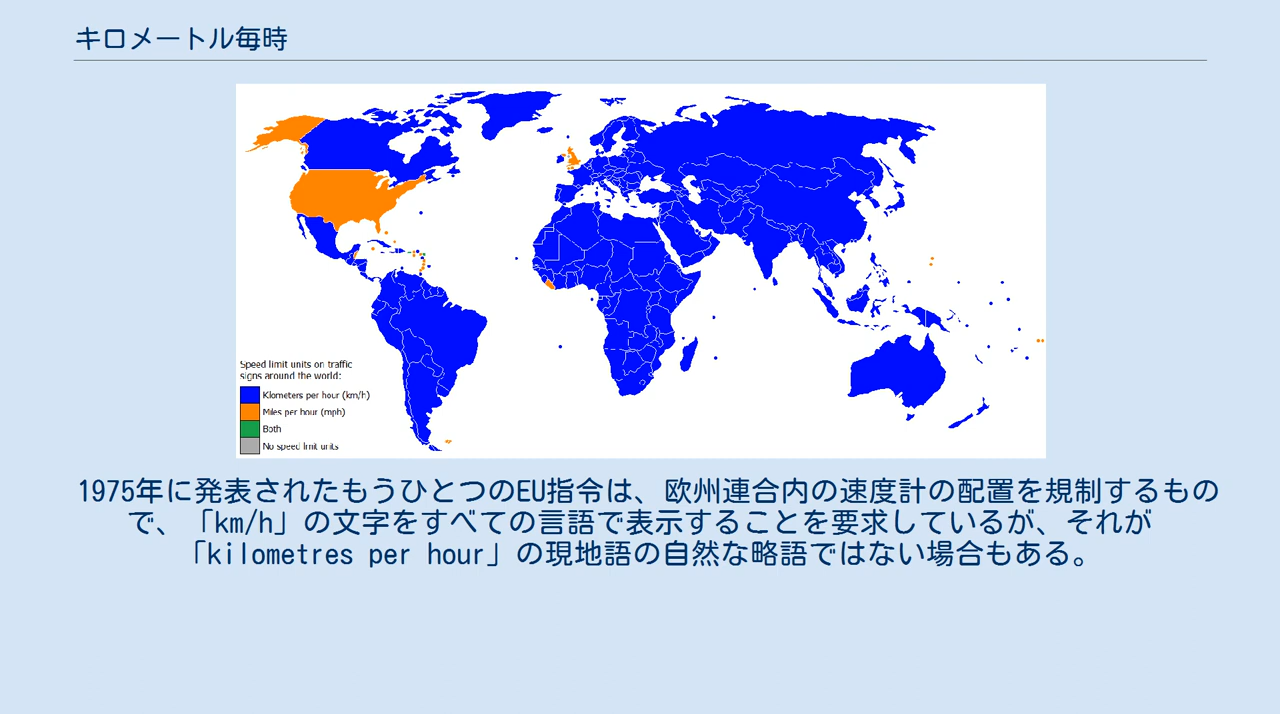 キロメートル毎時
Speed limit units on traffic
signs around the world:
Kilometers per hour (km/h)
Miles per hour (mph)
Both
No speed limit units
1975年に発表されたもうひとつのEU指令は、欧州連合内の速度計の配置を規制するもの
で、「km/h」の文字をすべての言語で表示することを要求しているが、それが
「kilometres per hour」の現地語の自然な略語ではない場合もある。